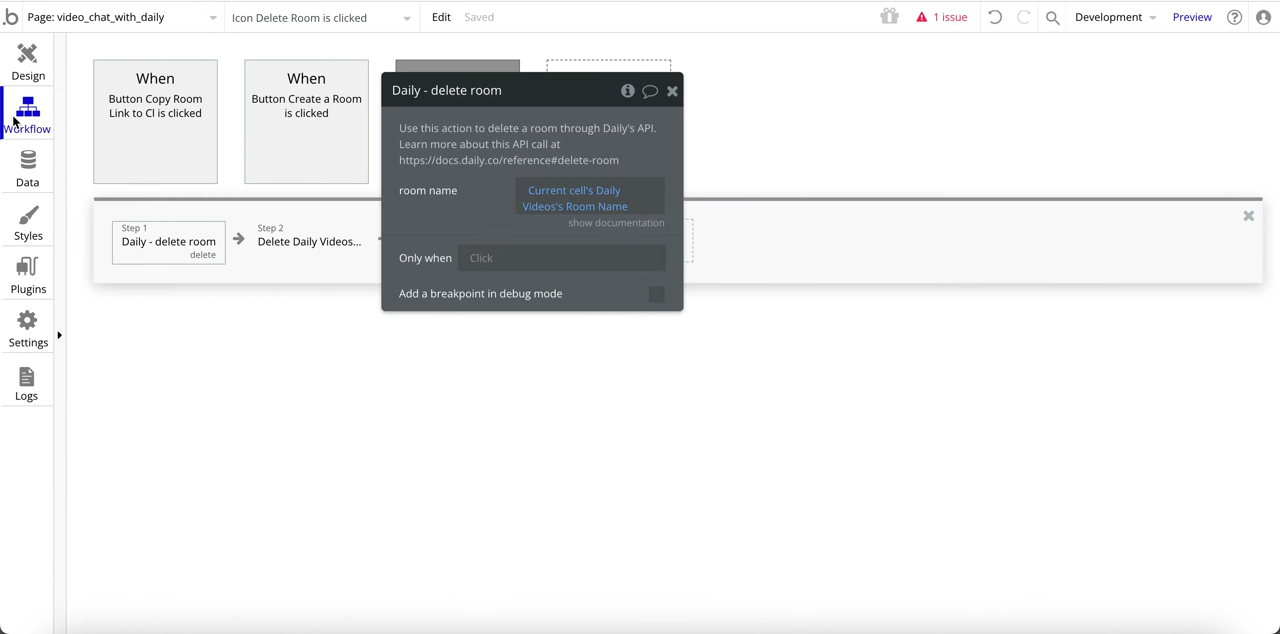 Page: video_chat_with_daily
Icon Delete Room is clicked
Edit
Saved
1 issue
Development
Preview
Design
Workflow
Data
Styles
Plugins
Settings
Logs
When
Button Copy Room
Link to Cl is clicked
When
Button Create a Room
is clicked
Daily - delete room
Use this action to delete a room through Daily's API.
Learn more about this API call at
https://docs.daily.co/reference#delete-room
room name
Current cell's Daily
Videos's Room Name
show documentation
Only when
Click
Add a breakpoint in debug mode
Step 1
Daily - delete room
delete
Step 2
Delete Daily Videos...